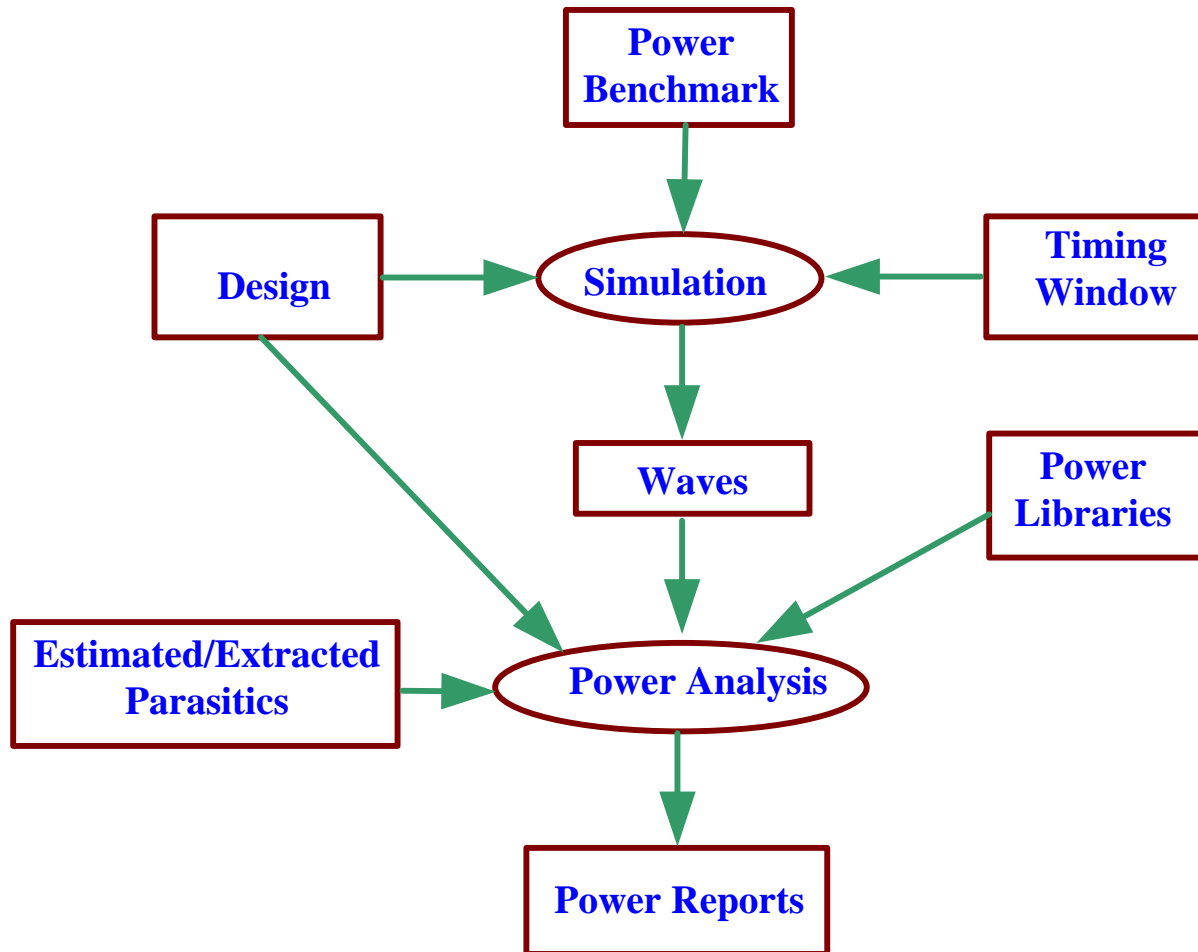 Power
Benchmark
Design
Simulation
Timing
Window
Waves
Power
Libraries
Estimated/Extracted
Parasitics
Power Analysis
Power Reports